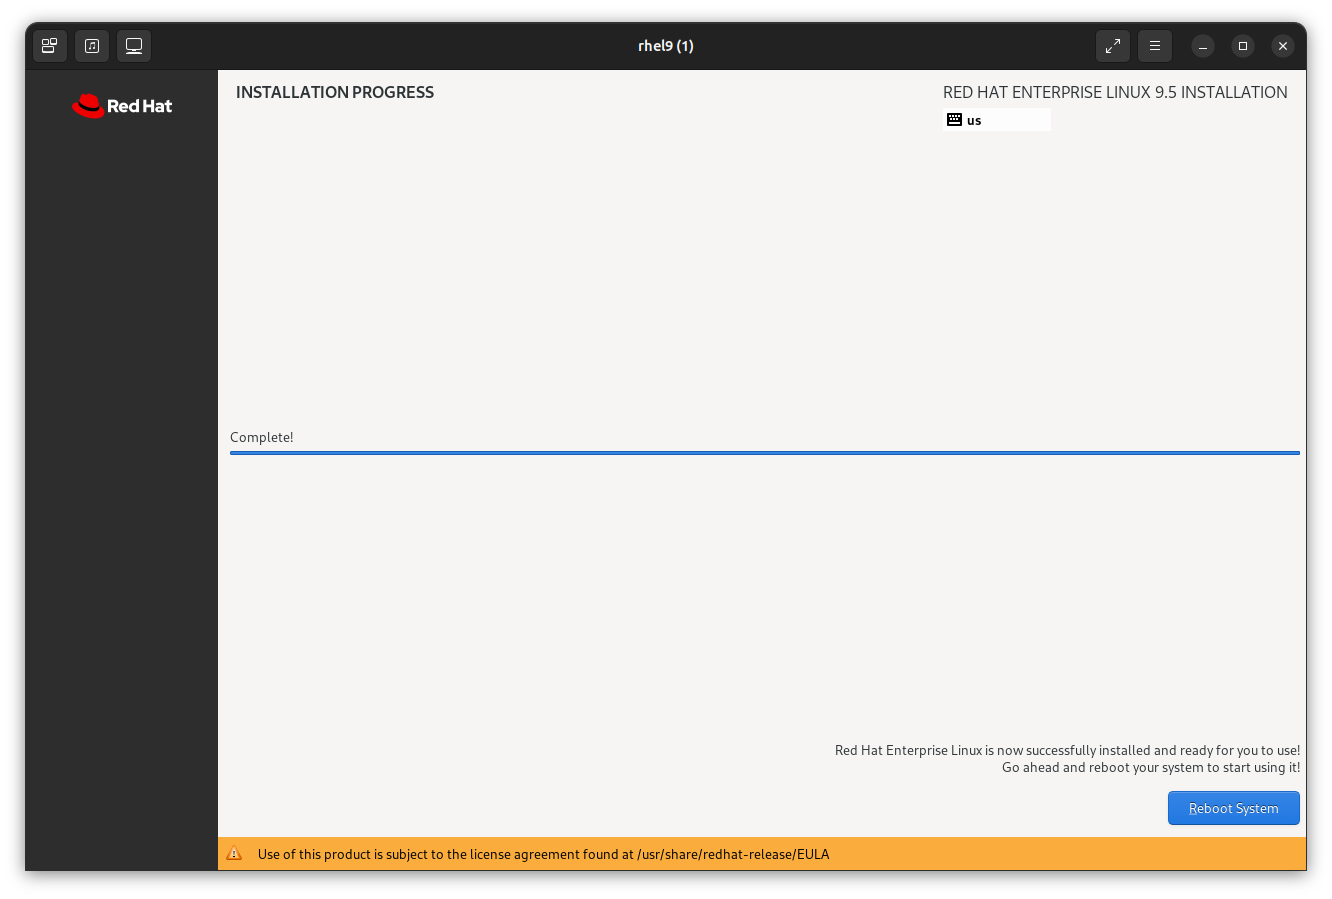 rhel9 (1)
Red Hat
INSTALLATION PROGRESS
RED HAT ENTERPRISE LINUX 9.5 INSTALLATION
us
Complete!
Red Hat Enterprise Linux is now successfully installed and ready for you to use!
Go ahead and reboot your system to start using it!
Reboot System
Use of this product is subject to the license agreement found at /usr/share/redhat-release/EULA